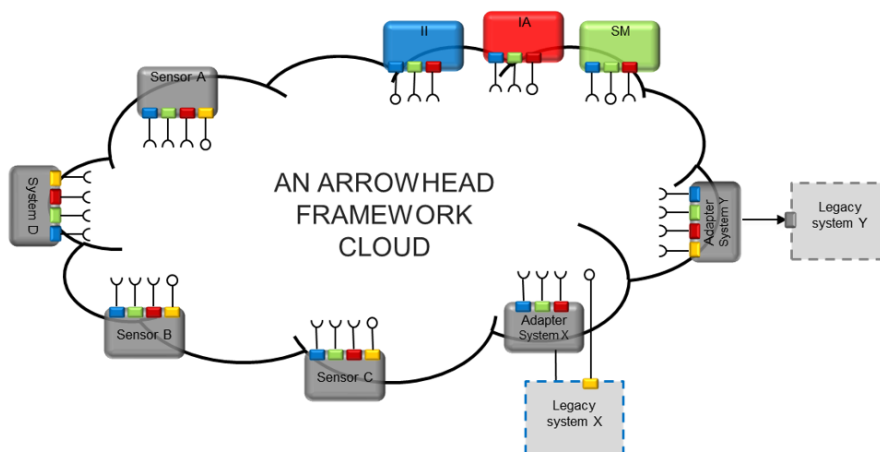 II
IA
SM
Sensor A
System D
AN ARROWHEAD
FRAMEWORK
CLOUD
Adapter
System Y
Legacy
system Y
Sensor B
Sensor C
Adapter
System X
Legacy
system X